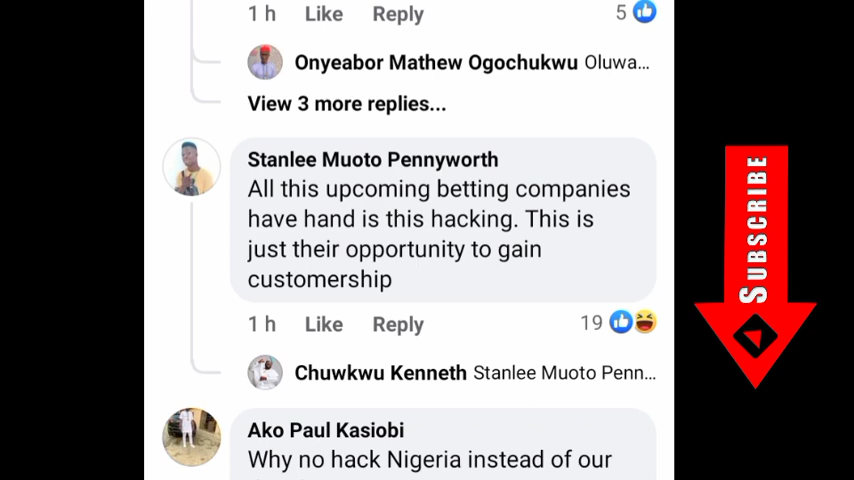 1 h Like Reply 5
Onyeabor Mathew Ogochukwu Oluwa...
View 3 more replies...
Stanlee Muoto Pennyworth
All this upcoming betting companies
have hand is this hacking. This is
just their opportunity to gain
customership
1 h Like Reply 19
Chuwkwu Kenneth Stanlee Muoto Penn...
Ako Paul Kasiobi
Why no hack Nigeria instead of our
SUBSCRIBE